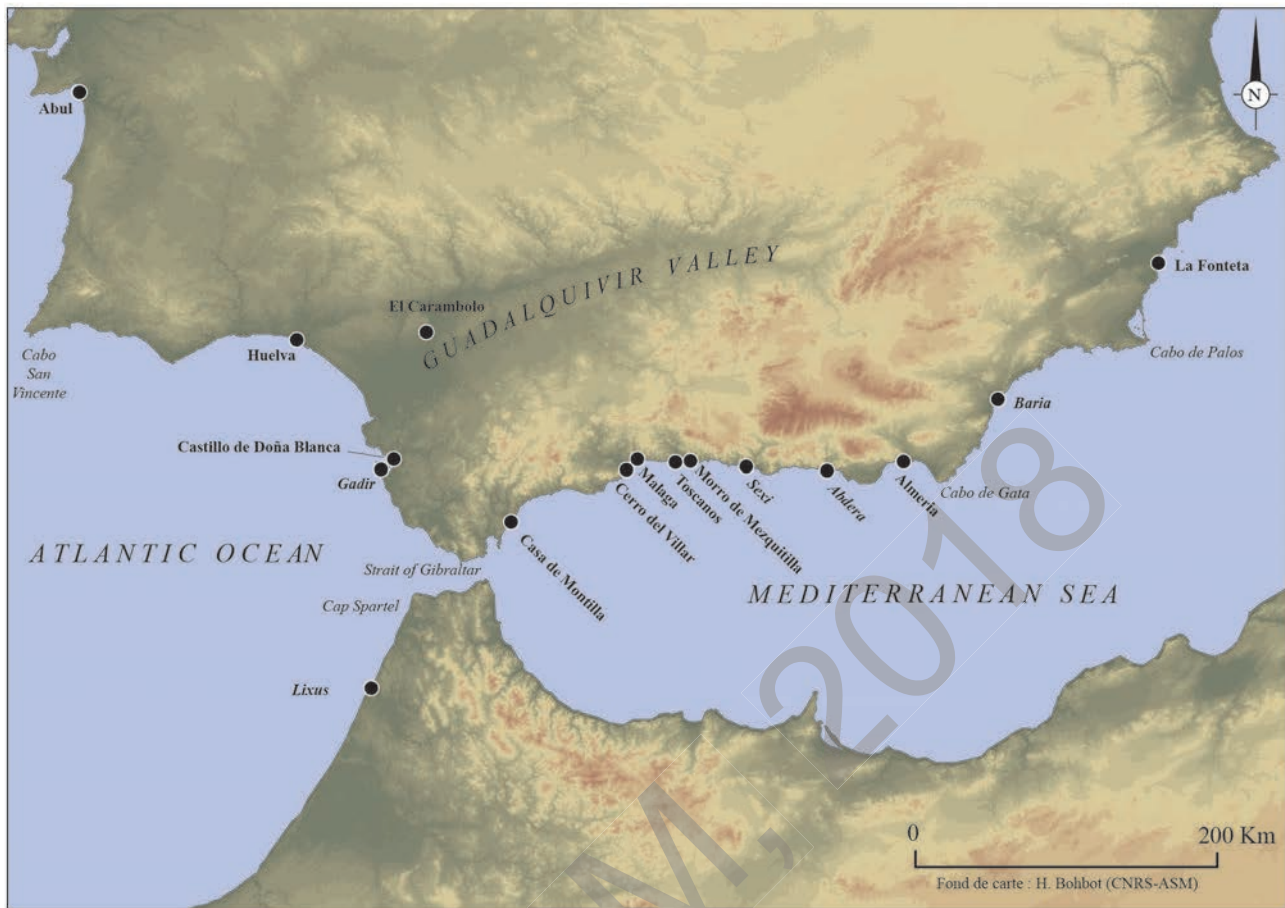 N
Abul
La Fonteta
GUADALQUIVIR VALLEY
El Carambolo
Huelva
Cabo
San
Vincente
Cabo de Palos
Baria
Castillo de Doña Blanca
Gadir
Malaga
Cerro del Villar
Toscanos
Morro de Mezquitilla
Sexi
Abdera
Almeria
Cabo de Gata
Casa de Montilla
ATLANTIC OCEAN
Strait of Gibraltar
Cap Spartel
MEDITERRANEAN SEA
Lixus
0 200 Km
Fond de carte : H. Bohbot (CNRS-ASM)
M, 2018